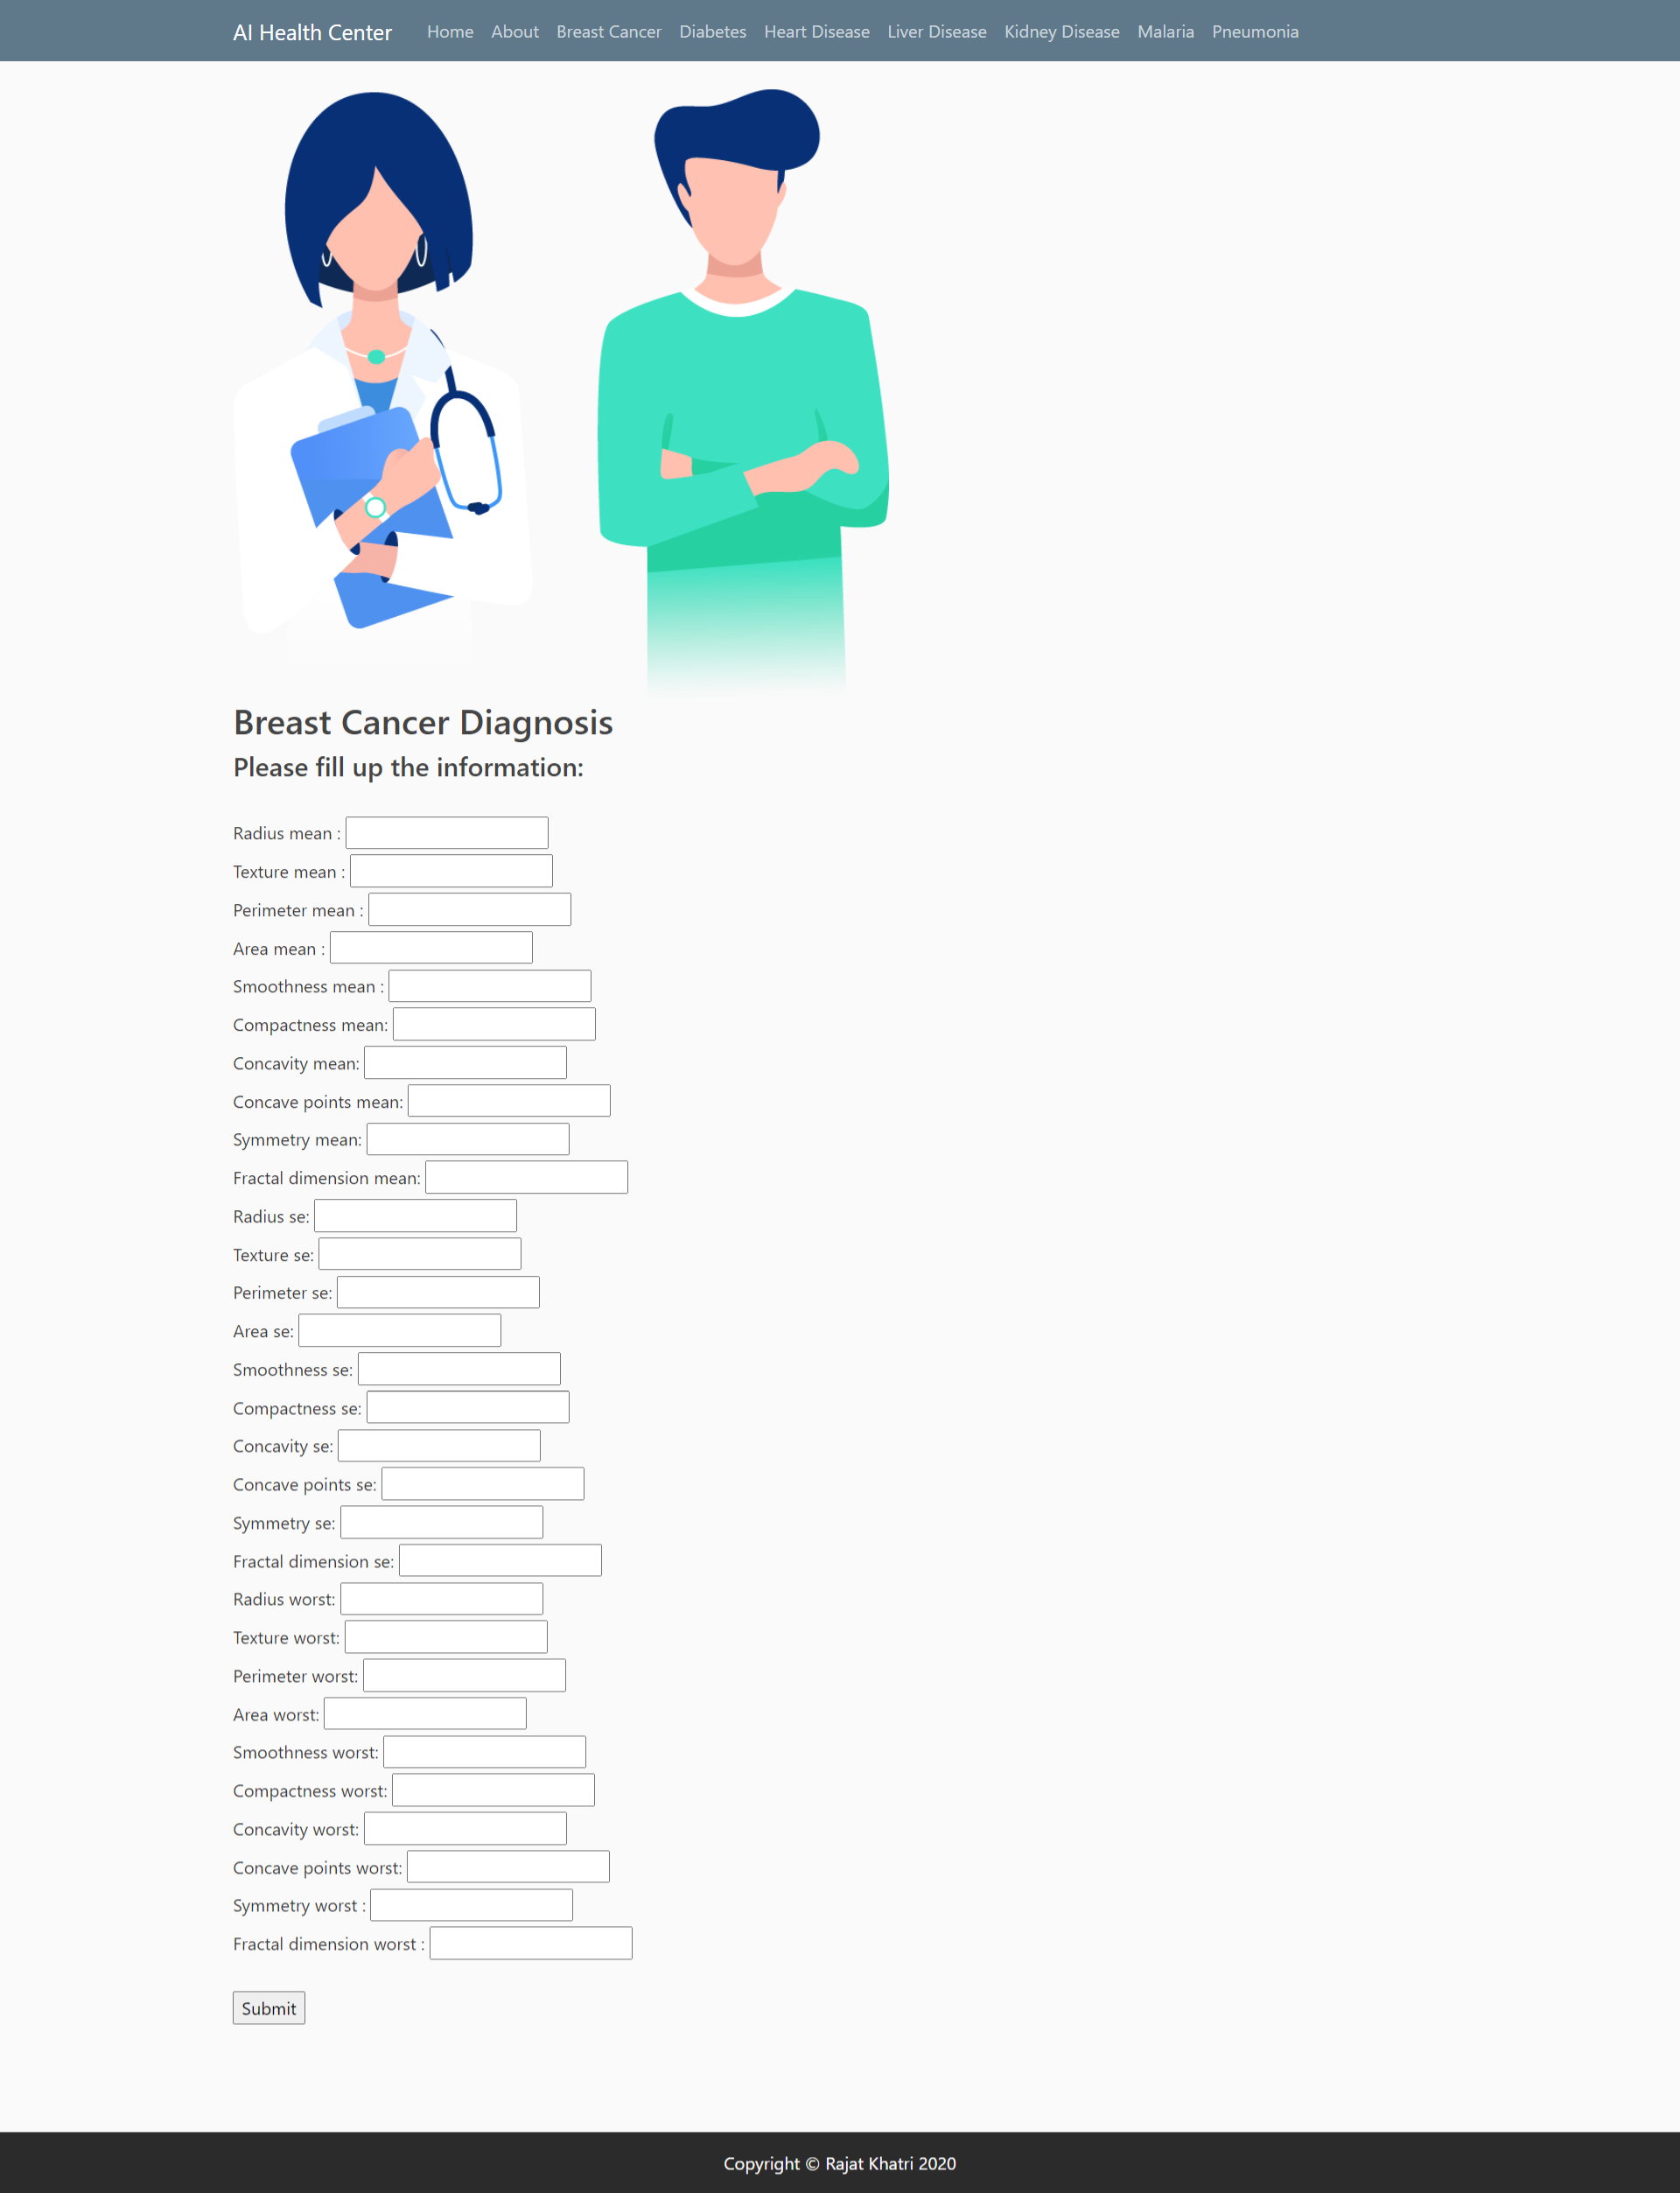 AI Health Center Home About Breast Cancer Diabetes Heart Disease Liver Disease Kidney Disease Malaria Pneumonia
Breast Cancer Diagnosis
Please fill up the information:
Radius mean :
Texture mean :
Perimeter mean :
Area mean :
Smoothness mean :
Compactness mean:
Concavity mean:
Concave points mean:
Symmetry mean:
Fractal dimension mean:
Radius se:
Texture se:
Perimeter se:
Area se:
Smoothness se:
Compactness se:
Concavity se:
Concave points se:
Symmetry se:
Fractal dimension se:
Radius worst:
Texture worst:
Perimeter worst:
Area worst:
Smoothness worst:
Compactness worst:
Concavity worst:
Concave points worst:
Symmetry worst :
Fractal dimension worst :
Submit
Copyright © Rajat Khatri 2020